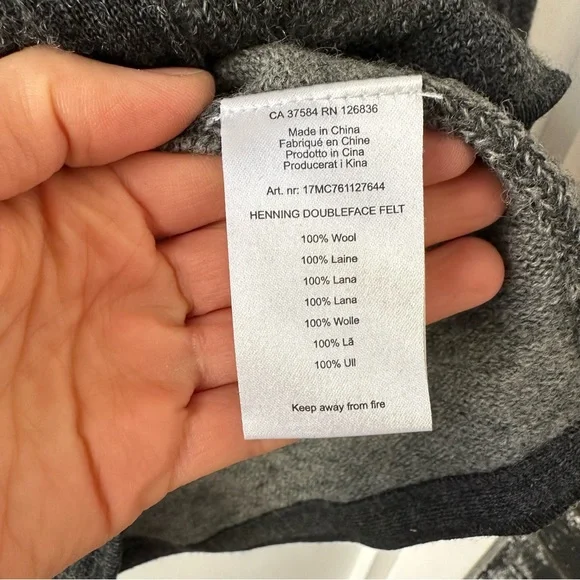 CA 37584 RN 126836
Made in China
Fabriqué en Chine
Prodotto in Cina
Producerat i Kina
Art. nr: 17MC761127644
HENNING DOUBLEFACE FELT
100% Wool
100% Laine
100% Lana
100% Lana
100% Wolle
100% Lã
100% Ull
Keep away from fire